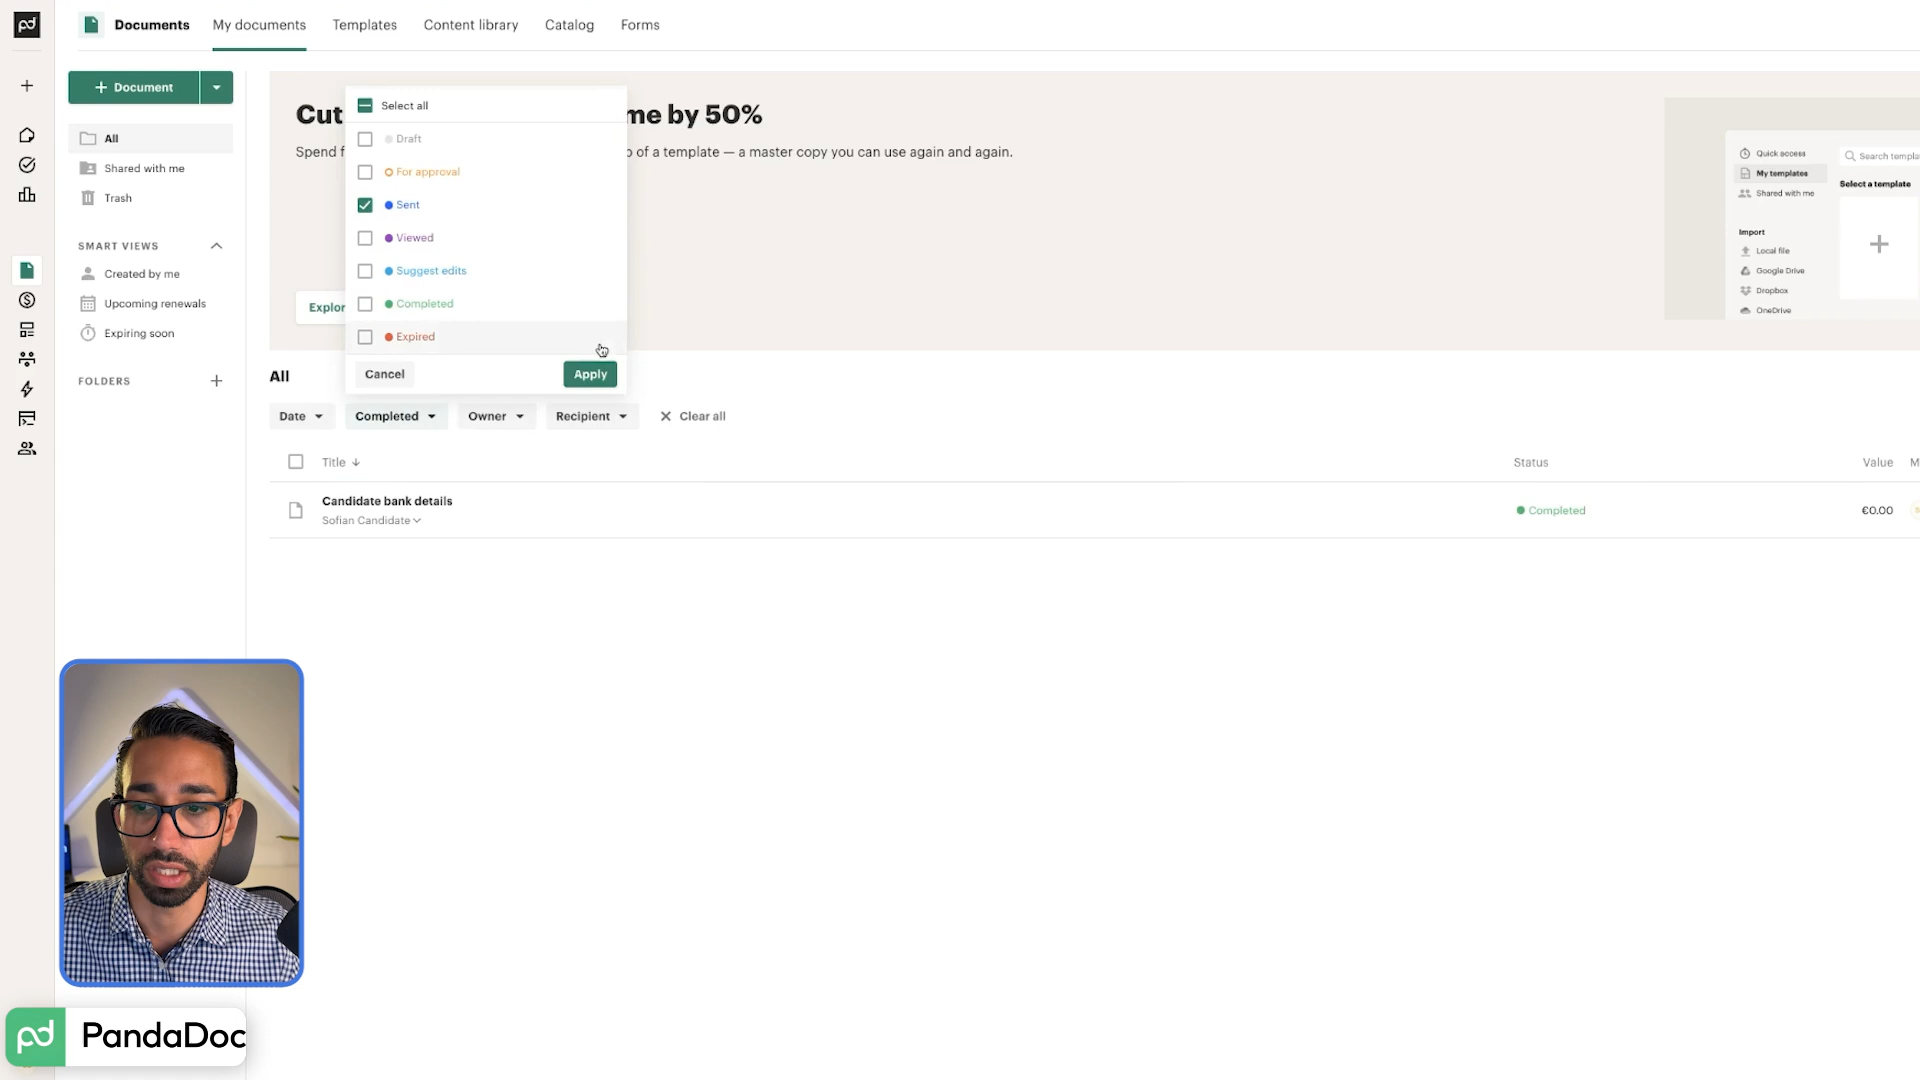 pd
Documents
My documents
Templates
Content library
Catalog
Forms
+ Document
All
Shared with me
Trash
SMART VIEWS
Created by me
Upcoming renewals
Expiring soon
FOLDERS
Cut
me by 50%
Spend f
of a template — a master copy you can use again and again.
Explor
Select all
Draft
For approval
Sent
Viewed
Suggest edits
Completed
Expired
Cancel
Apply
Quick access
My templates
Shared with me
Import
Local file
Google Drive
Dropbox
OneDrive
Search templa
Select a template
All
Date
Completed
Owner
Recipient
Clear all
Title
Status
Value
M
Candidate bank details
Sofian Candidate
Completed
€0.00
pd PandaDoc